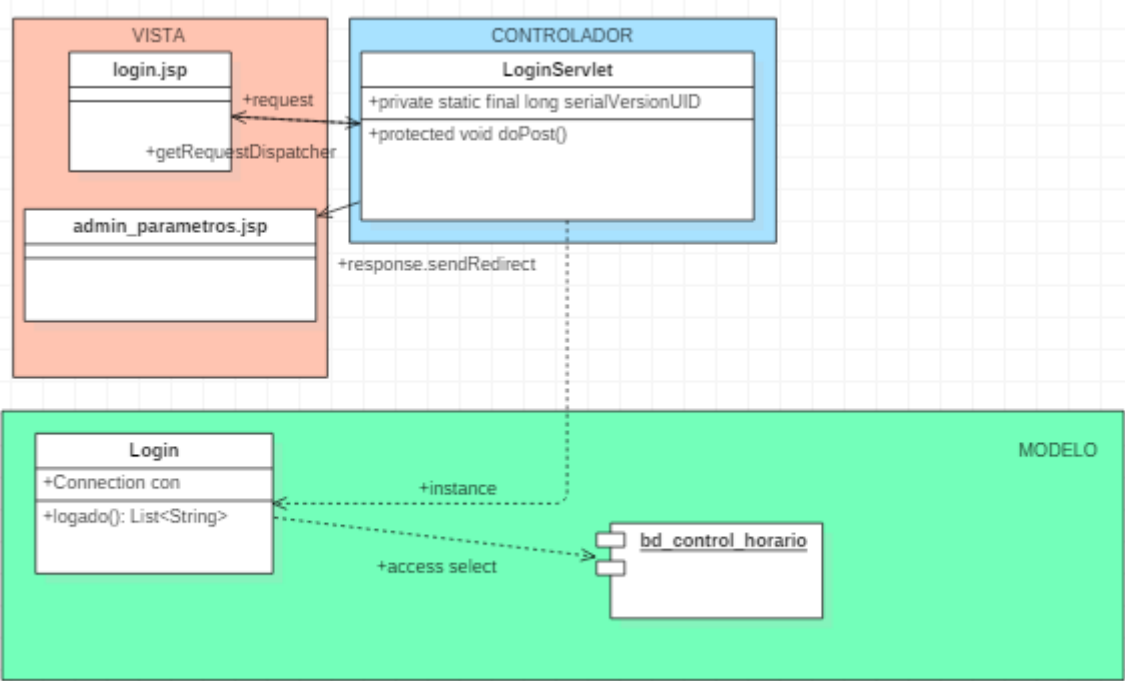 VISTA
login.jsp
+request
+getRequestDispatcher
admin_parametros.jsp
CONTROLADOR
LoginServlet
+private static final long serialVersionUID
+protected void doPost()
+response.sendRedirect
MODELO
Login
+Connection con
+logado(): List<String>
+instance
+access select
bd_control_horario